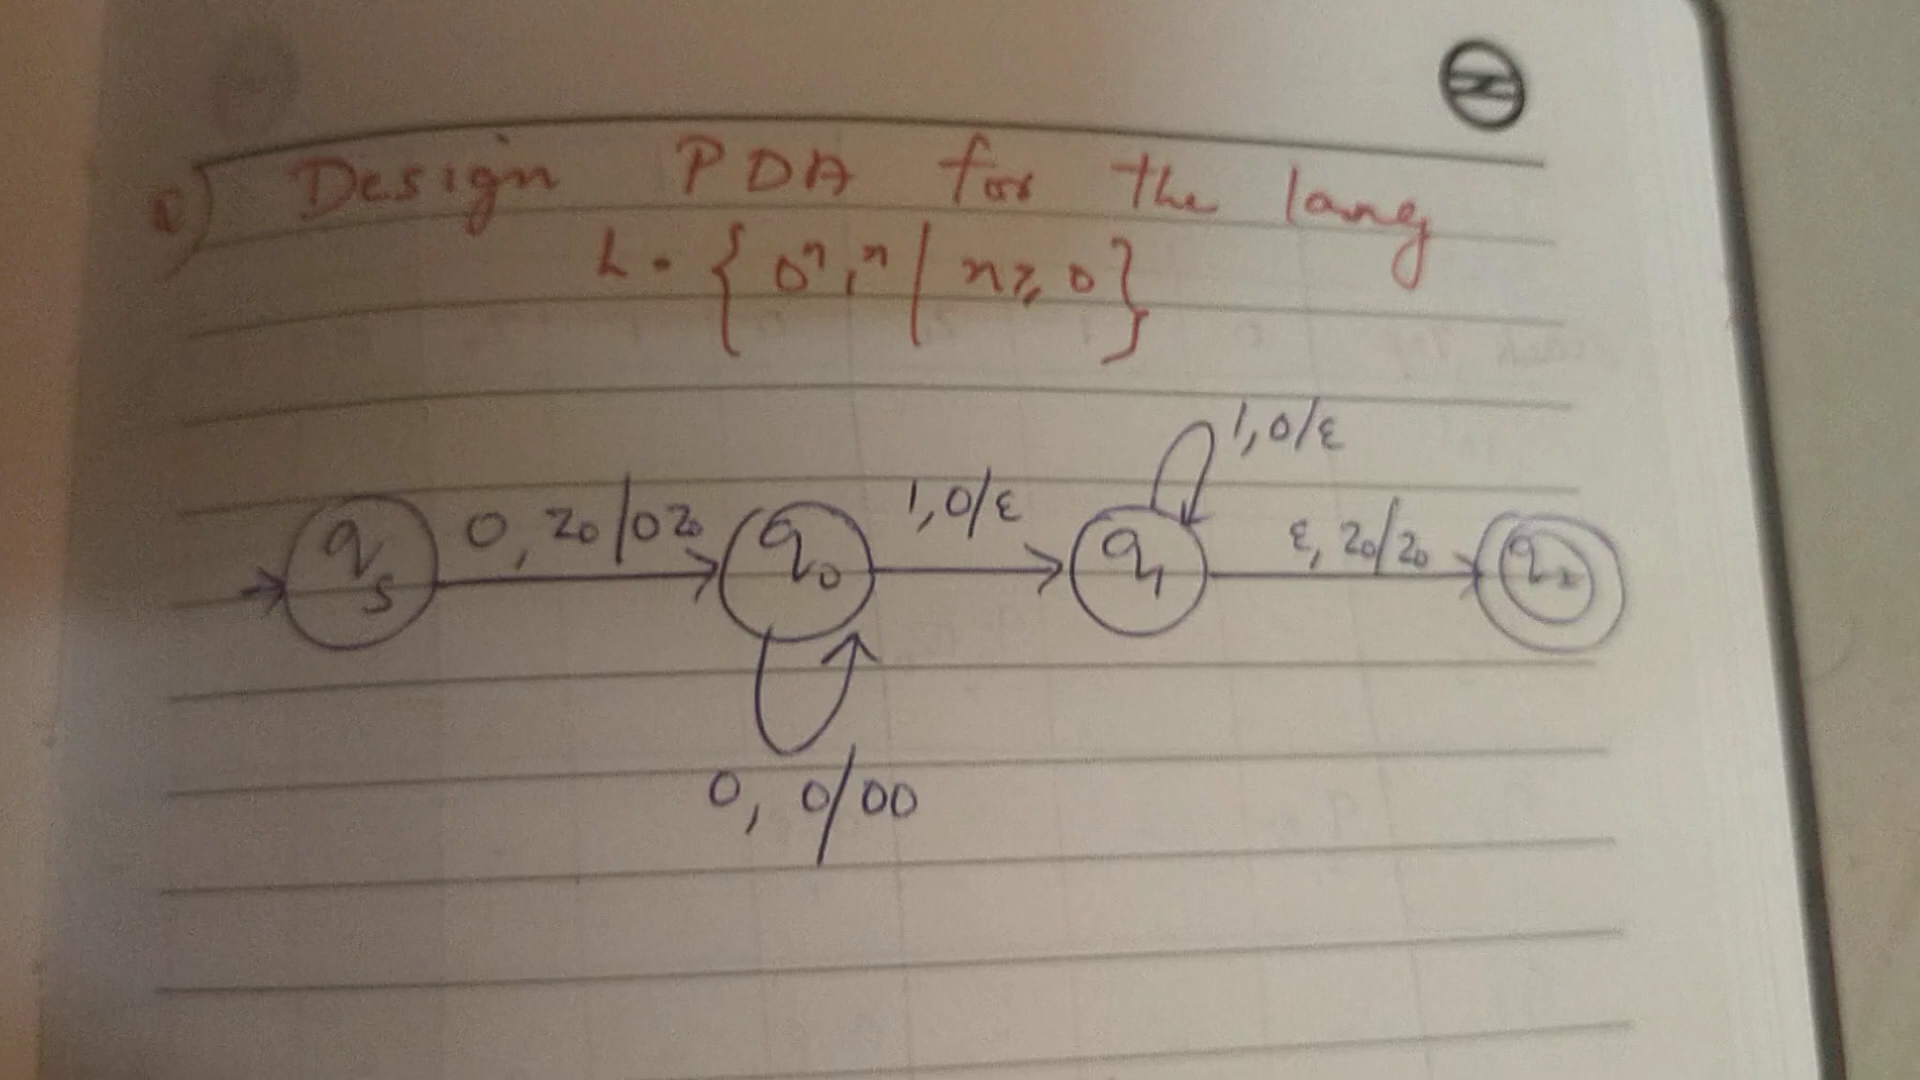 Design PDA for the lang
L = {0ⁿ1ⁿ | n ≥ 0}
1,0/ε
qs 0, z0/0z0 q0 1,0/ε q1 ε, z0/z0 q2
0, 0/00